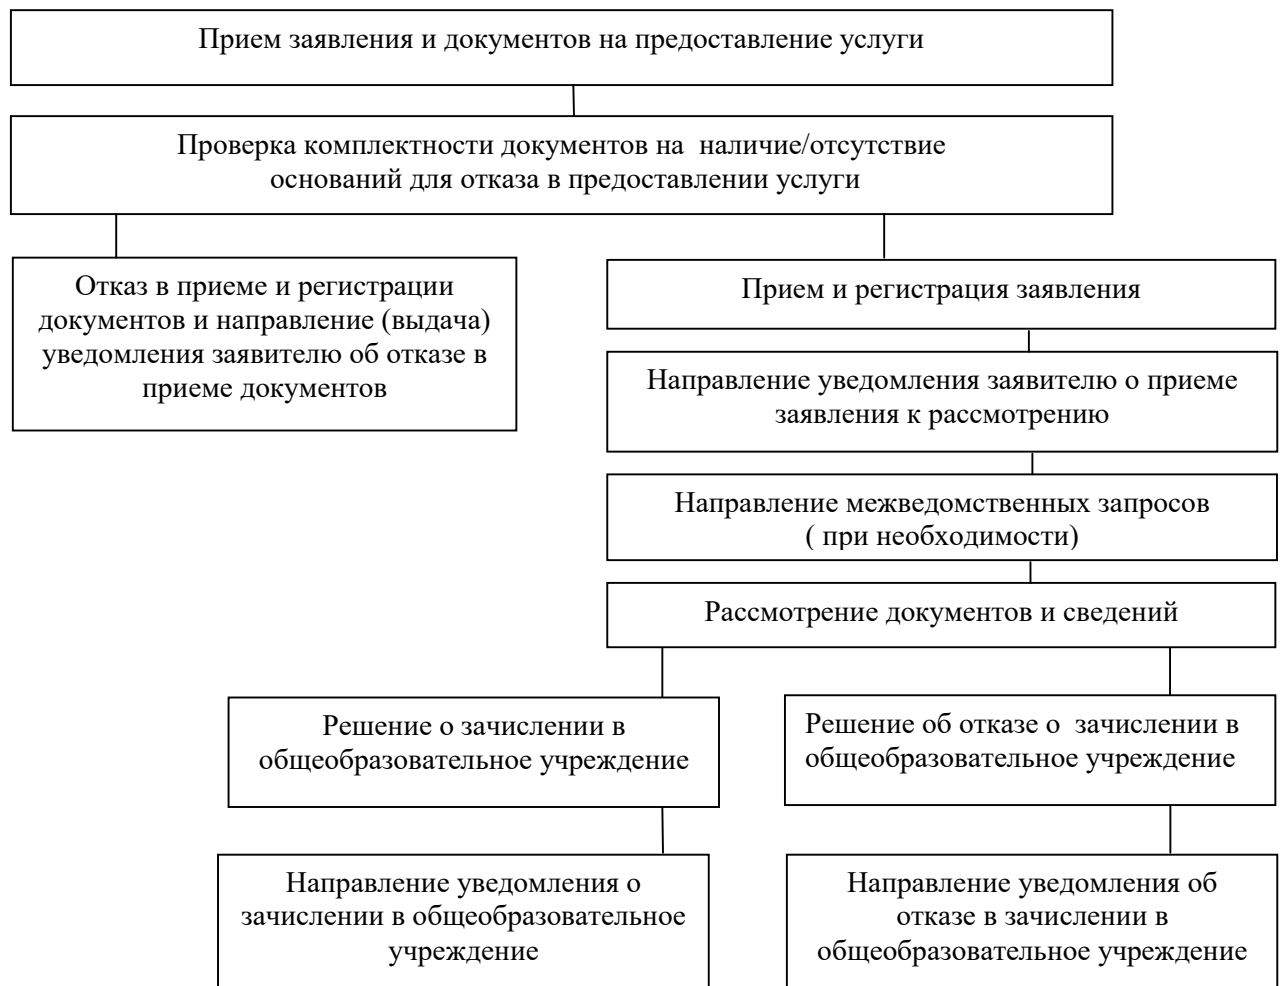 Прием заявления и документов на предоставление услуги
Проверка комплектности документов на наличие/отсутствие
оснований для отказа в предоставлении услуги
Отказ в приеме и регистрации
документов и направление (выдача)
уведомления заявителю об отказе в
приеме документов
Прием и регистрация заявления
Направление уведомления заявителю о приеме
заявления к рассмотрению
Направление межведомственных запросов
( при необходимости)
Рассмотрение документов и сведений
Решение о зачислении в
общеобразовательное учреждение
Решение об отказе о зачислении в
общеобразовательное учреждение
Направление уведомления о
зачислении в общеобразовательное
учреждение
Направление уведомления об
отказе в зачислении в
общеобразовательное учреждение